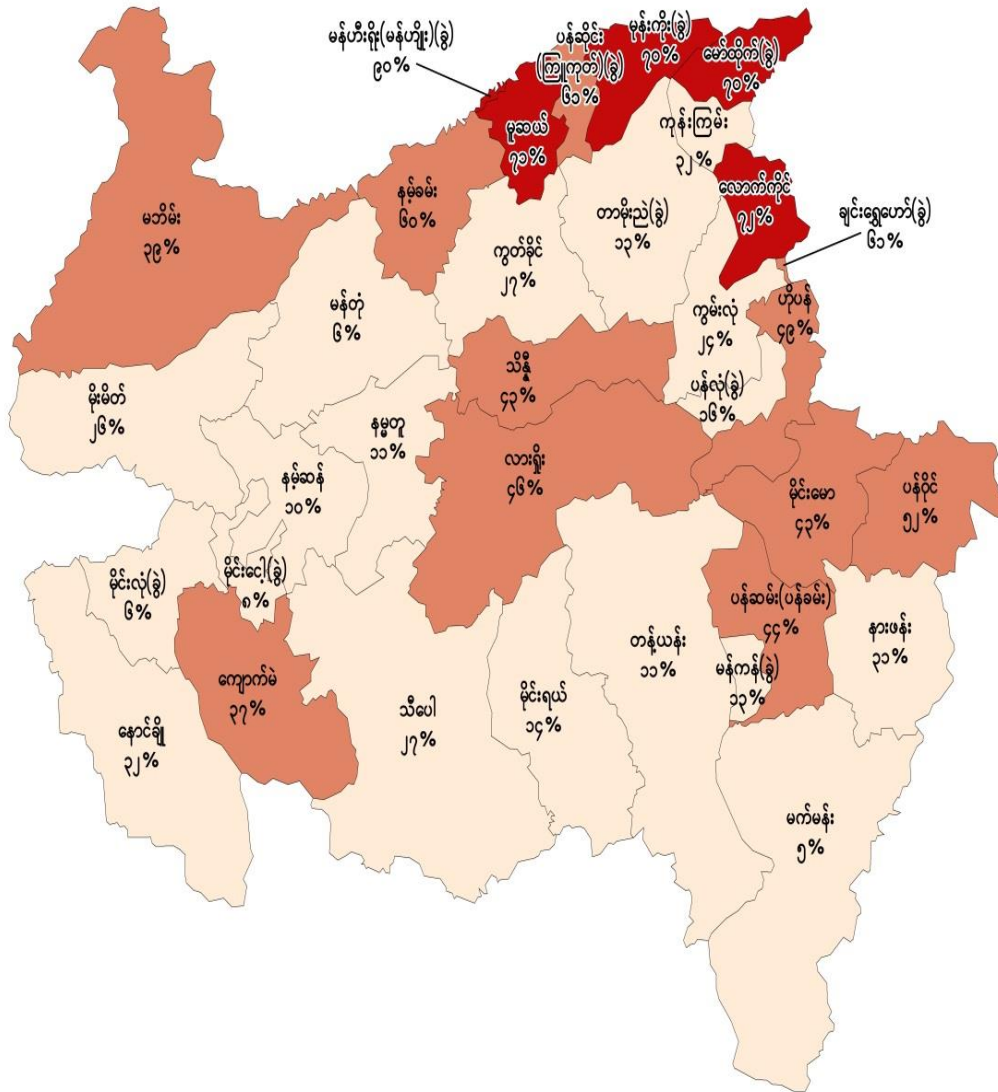 မန်ဟီးရိုး(မန်ဟျိုး)(ခွဲ)
၉၀%
ပန်ဆိုင်း
(ကြူကုတ်)(ခွဲ)
၆၁%
မုန်းကိုး(ခွဲ)
၇၀%
မော်ထိုက်(ခွဲ)
၇၀%
မူဆယ်
၇၁%
ကုန်းကြမ်း
၃၂%
လောက်ကိုင်
၇၂%
ချင်းရွှေဟော်(ခွဲ)
၆၁%
မဘိမ်း
၃၉%
နမ့်ခမ်း
၆၀%
တာမိုးညဲ(ခွဲ)
၁၃%
ကွတ်ခိုင်
၂၇%
ဟိုပန်
၄၉%
မန်တုံ
၆%
ကွမ်းလုံ
၂၄%
သိန္နီ
၄၃%
ပန်လုံ(ခွဲ)
၁၆%
မိုးမိတ်
၂၆%
နမ္မတူ
၁၁%
လားရှိုး
၄၆%
နမ့်ဆန်
၁၀%
မိုင်းမော
၄၃%
ပန်ဝိုင်
၅၂%
မိုင်းလုံ(ခွဲ)
၆%
မိုင်းငေါ့(ခွဲ)
၈%
ပန်ဆမ်း(ပန်ခမ်း)
၄၄%
နားဖန်း
၃၁%
တန့်ယန်း
၁၁%
မန်ကန်(ခွဲ)
၁၃%
ကျောက်မဲ
၃၇%
သီပေါ
၂၇%
မိုင်းရယ်
၁၄%
နောင်ချို
၃၂%
မက်မန်း
၅%